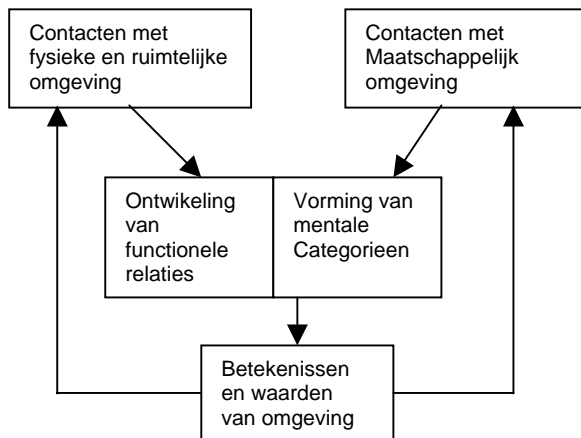 Contacten met
fysieke en ruimtelijke
omgeving
Contacten met
Maatschappelijk
omgeving
Ontwikeling
van
functionele
relaties
Vorming van
mentale
Categorieen
Betekenissen
en waarden
van omgeving